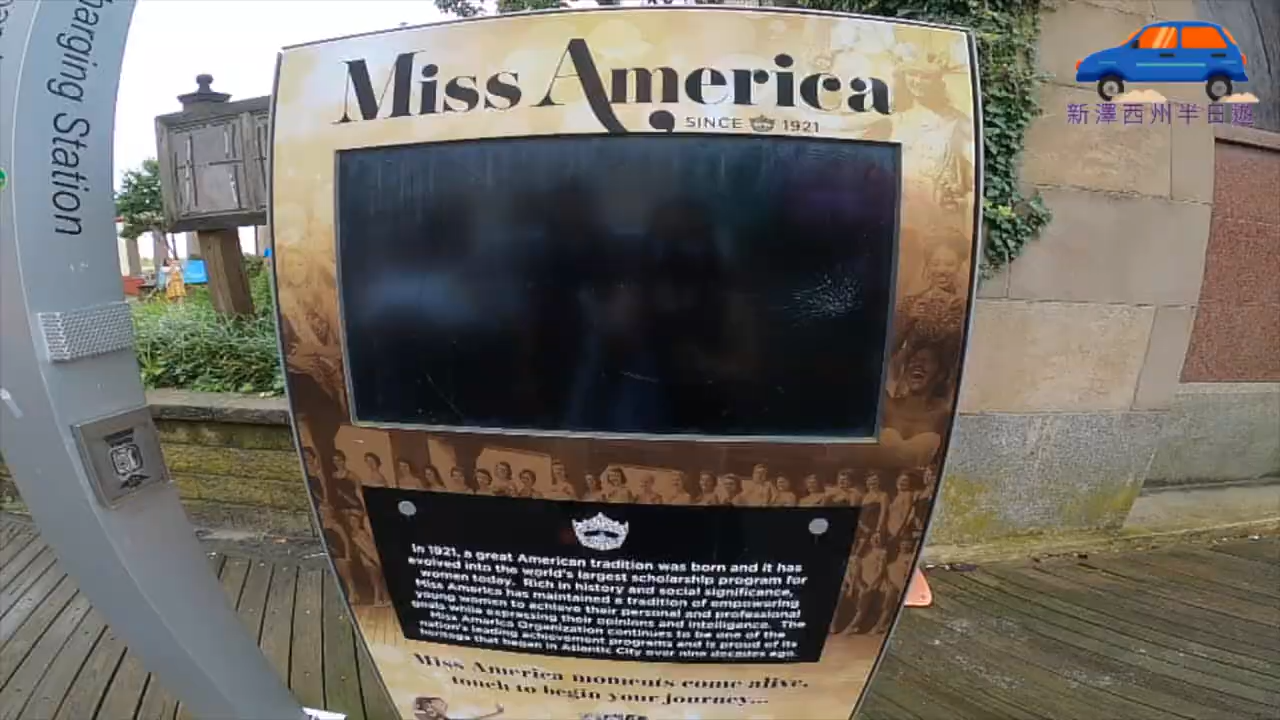 Charging Station
Miss America
SINCE 1921
新澤西州半日遊
In 1921, a great American tradition was born and it has
evolved into the world's largest scholarship program for
women today. Rich in history and social significance,
Miss America has maintained a tradition of empowering
young women to achieve their personal and professional
goals while expressing their opinions and intelligence. The
Miss America Organization continues to be one of the
nation's leading achievement programs and is proud of its
heritage that began in Atlantic City over nine decades ago.
Miss America moments come alive,
touch to begin your journey...